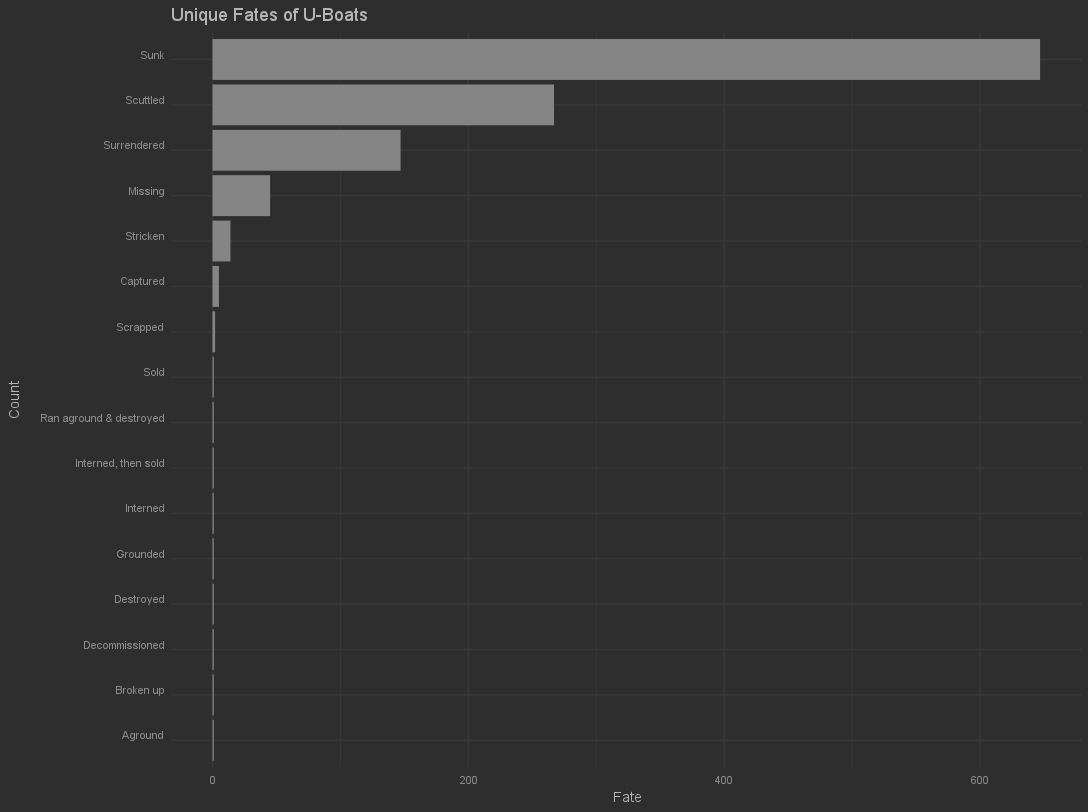 Unique Fates of U-Boats
Sunk
Scuttled
Surrendered
Missing
Stricken
Captured
Scrapped
Sold
Ran aground & destroyed
Interned, then sold
Interned
Grounded
Destroyed
Decommissioned
Broken up
Aground
Count
0 200 400 600
Fate